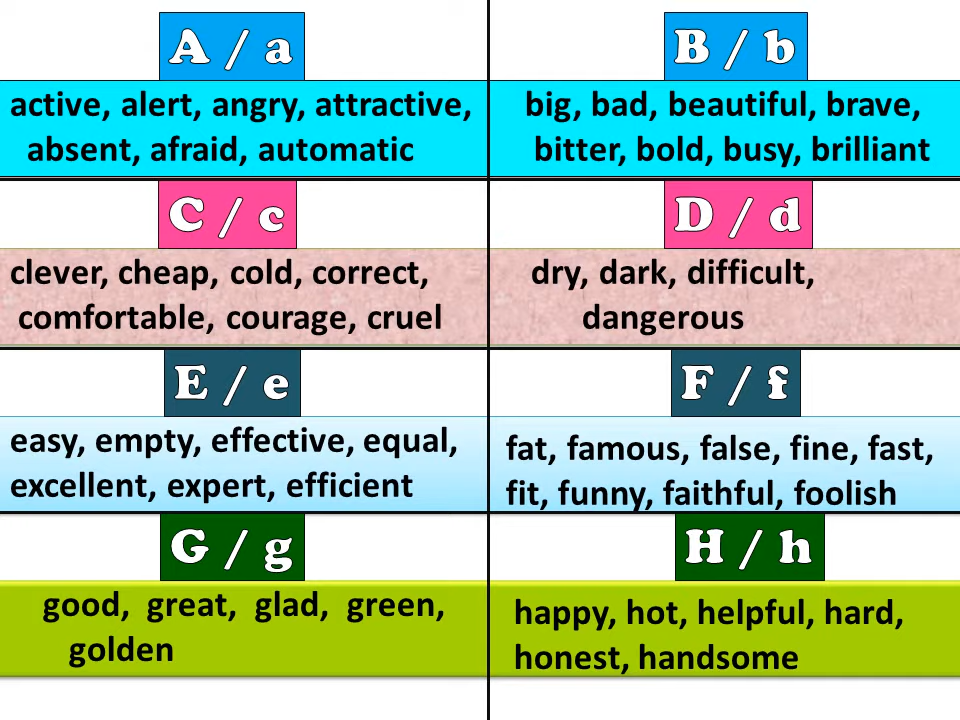 A / a
active, alert, angry, attractive,
absent, afraid, automatic
B / b
big, bad, beautiful, brave,
bitter, bold, busy, brilliant
C / c
clever, cheap, cold, correct,
comfortable, courage, cruel
D / d
dry, dark, difficult,
dangerous
E / e
easy, empty, effective, equal,
excellent, expert, efficient
F / f
fat, famous, false, fine, fast,
fit, funny, faithful, foolish
G / g
good, great, glad, green,
golden
H / h
happy, hot, helpful, hard,
honest, handsome